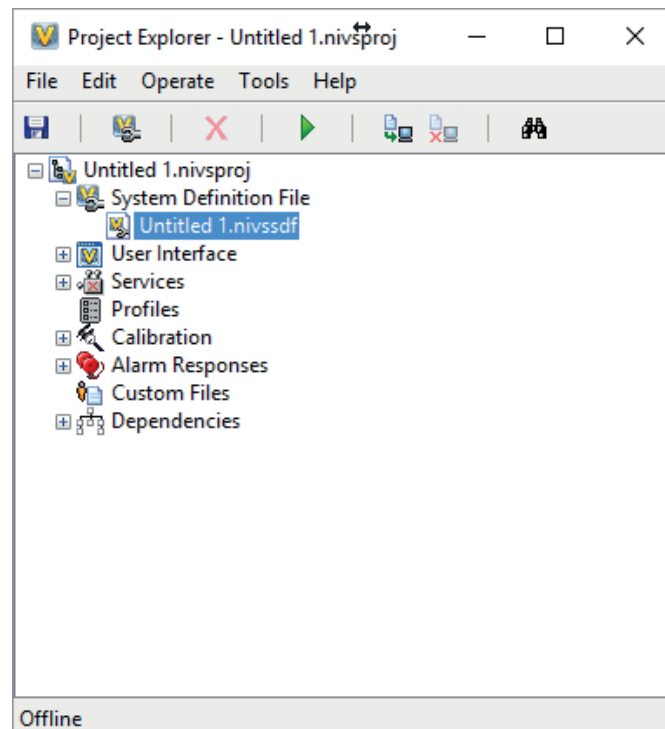 Project Explorer - Untitled 1.nivsproj
File Edit Operate Tools Help
Untitled 1.nivsproj
System Definition File
Untitled 1.nivssdf
User Interface
Services
Profiles
Calibration
Alarm Responses
Custom Files
Dependencies
Offline